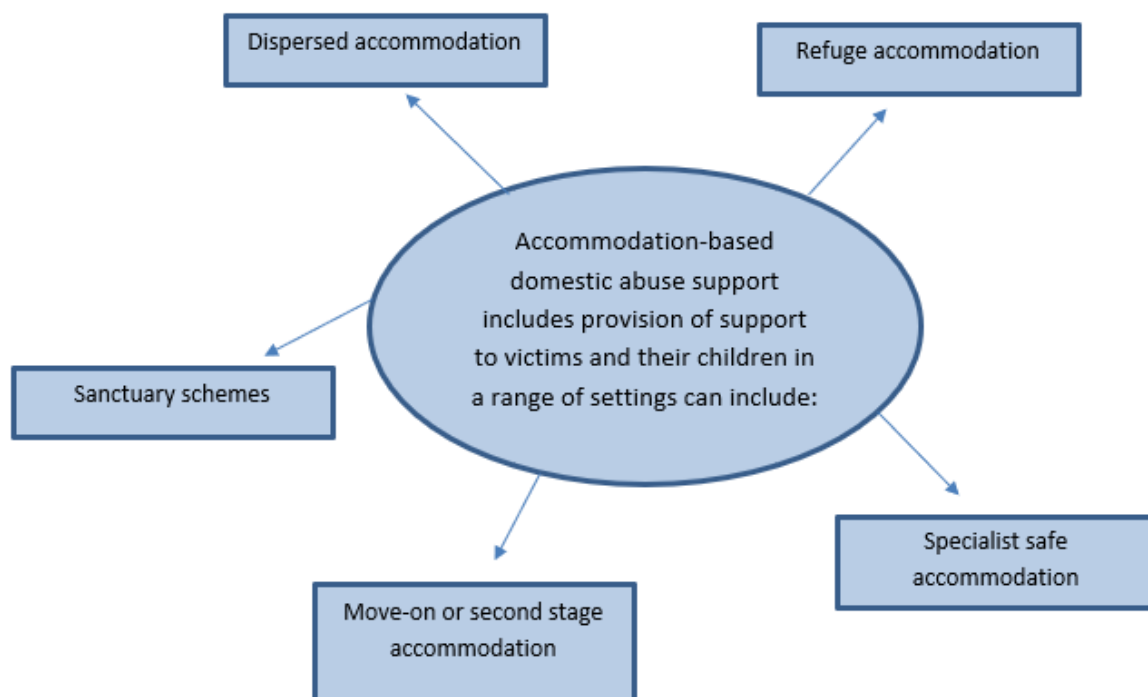 Dispersed accommodation
Refuge accommodation
Accommodation-based
domestic abuse support
includes provision of support
to victims and their children in
a range of settings can include:
Sanctuary schemes
Specialist safe
accommodation
Move-on or second stage
accommodation